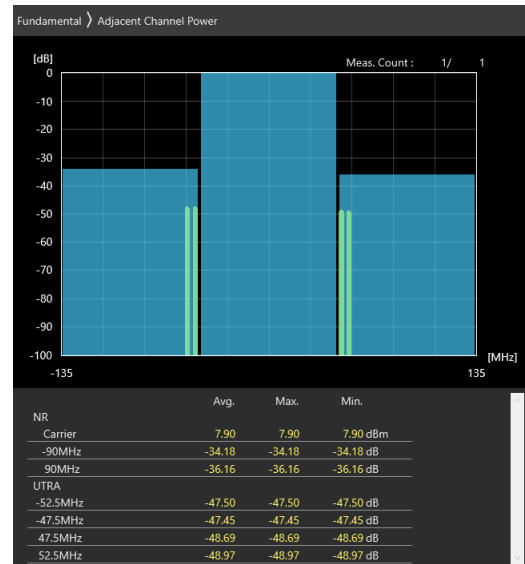 Fundamental ⟩ Adjacent Channel Power
[dB] Meas. Count : 1/ 1
0
-10
-20
-30
-40
-50
-60
-70
-80
-90
-100 [MHz]
-135 135
Avg. Max. Min.
NR
Carrier 7.90 7.90 7.90 dBm
-90MHz -34.18 -34.18 -34.18 dB
90MHz -36.16 -36.16 -36.16 dB
UTRA
-52.5MHz -47.50 -47.50 -47.50 dB
-47.5MHz -47.45 -47.45 -47.45 dB
47.5MHz -48.69 -48.69 -48.69 dB
52.5MHz -48.97 -48.97 -48.97 dB